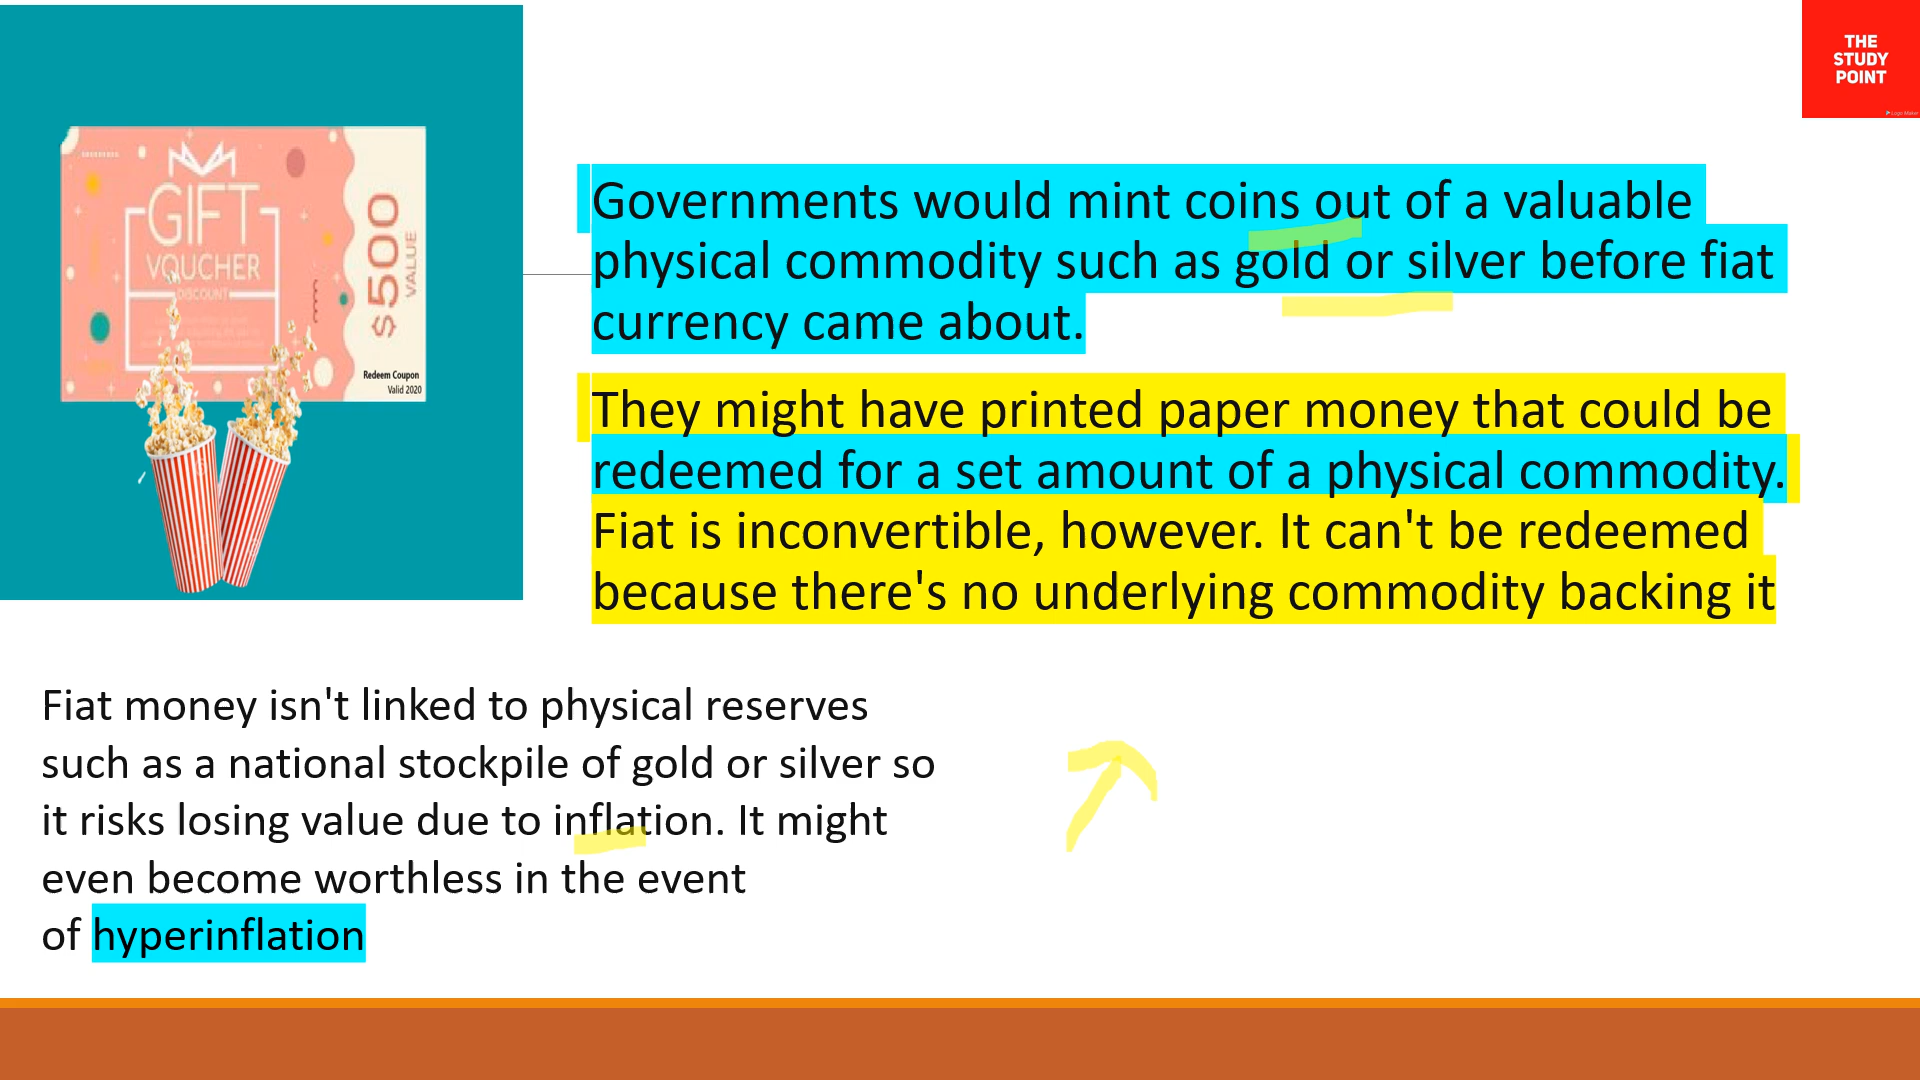 THE
STUDY
POINT
Logo Maker
GIFT
VOUCHER
DISCOUNT
$500
VALUE
Redeem Coupon
Valid 2020
Governments would mint coins out of a valuable
physical commodity such as gold or silver before fiat
currency came about.
They might have printed paper money that could be
redeemed for a set amount of a physical commodity.
Fiat is inconvertible, however. It can't be redeemed
because there's no underlying commodity backing it
Fiat money isn't linked to physical reserves
such as a national stockpile of gold or silver so
it risks losing value due to inflation. It might
even become worthless in the event
of hyperinflation